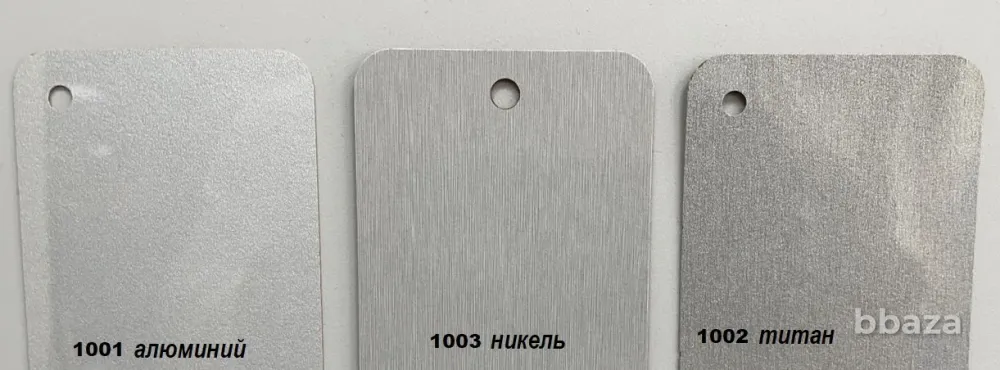 1001 алюминий
1003 никель
1002 титан
bbaza